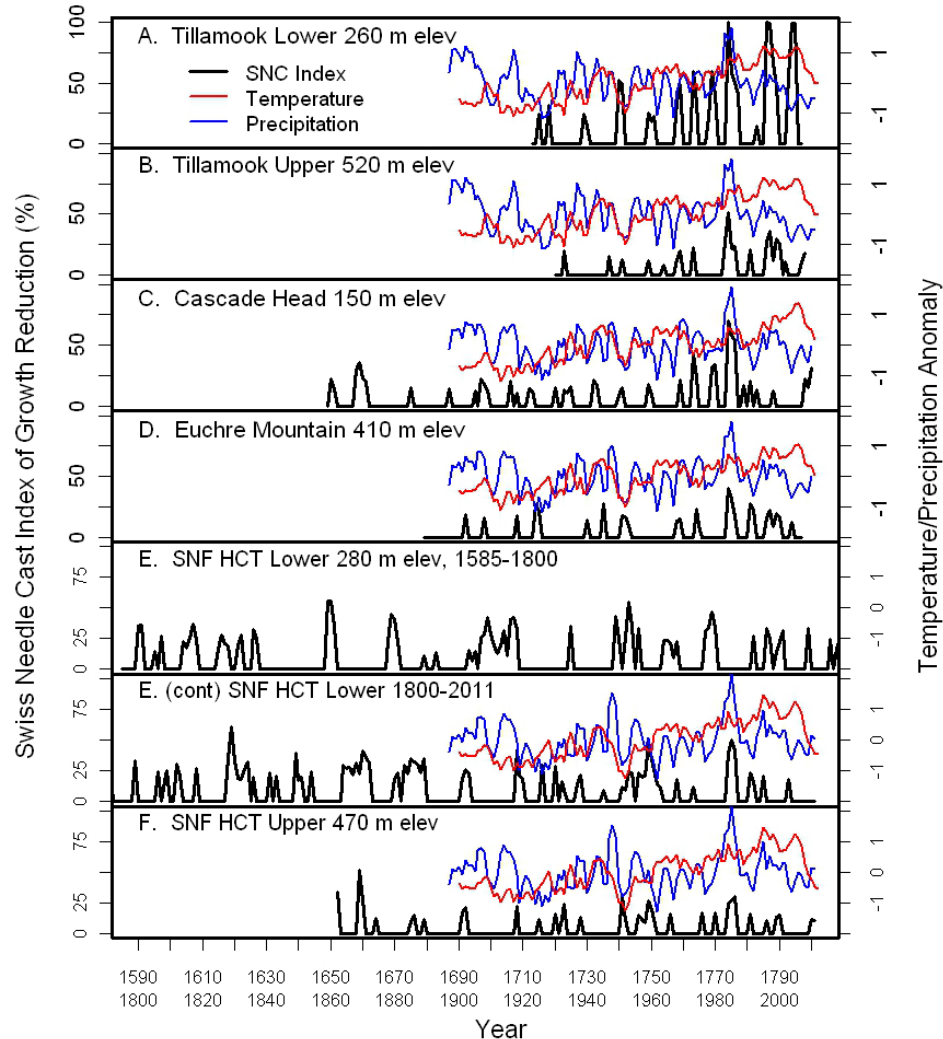 Swiss Needle Cast Index of Growth Reduction (%)
Temperature/Precipitation Anomaly
A. Tillamook Lower 260 m elev
SNC Index
Temperature
Precipitation
0 50 100
-1 1
B. Tillamook Upper 520 m elev
0 50
-1 1
C. Cascade Head 150 m elev
0 50
-1 1
D. Euchre Mountain 410 m elev
0 50
-1 1
E. SNF HCT Lower 280 m elev, 1585-1800
0 25 75
-1 0 1
E. (cont) SNF HCT Lower 1800-2011
0 25 75
-1 0 1
F. SNF HCT Upper 470 m elev
0 25 75
-1 0 1
1590 1610 1630 1650 1670 1690 1710 1730 1750 1770 1790
1800 1820 1840 1860 1880 1900 1920 1940 1960 1980 2000
Year